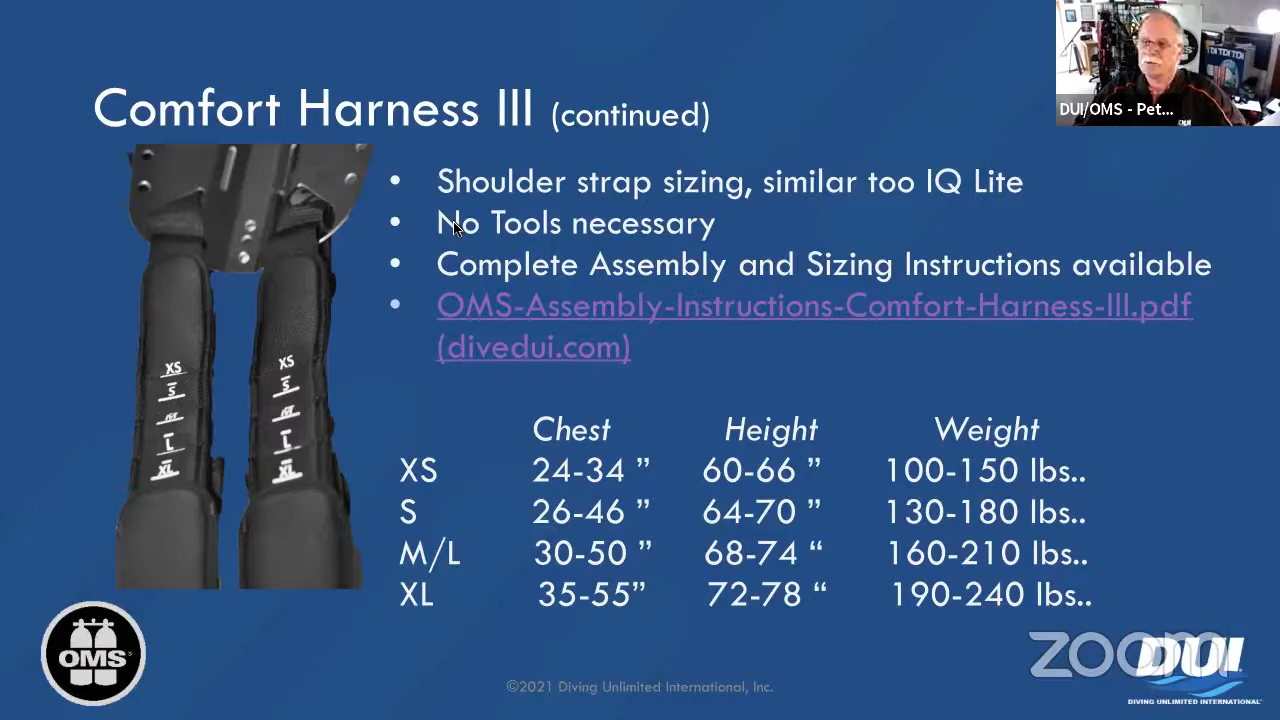 Comfort Harness III (continued)
DUI/OMS - Pet...
• Shoulder strap sizing, similar too IQ Lite
• No Tools necessary
• Complete Assembly and Sizing Instructions available
• OMS-Assembly-Instructions-Comfort-Harness-III.pdf
(divedui.com)
XS XS
S S
M M
L L
XL XL
Chest Height Weight
XS 24-34 ” 60-66 ” 100-150 lbs..
S 26-46 ” 64-70 ” 130-180 lbs..
M/L 30-50 ” 68-74 “ 160-210 lbs..
XL 35-55” 72-78 “ 190-240 lbs..
OMS
©2021 Diving Unlimited International, Inc.
zoom
DUI
DIVING UNLIMITED INTERNATIONAL